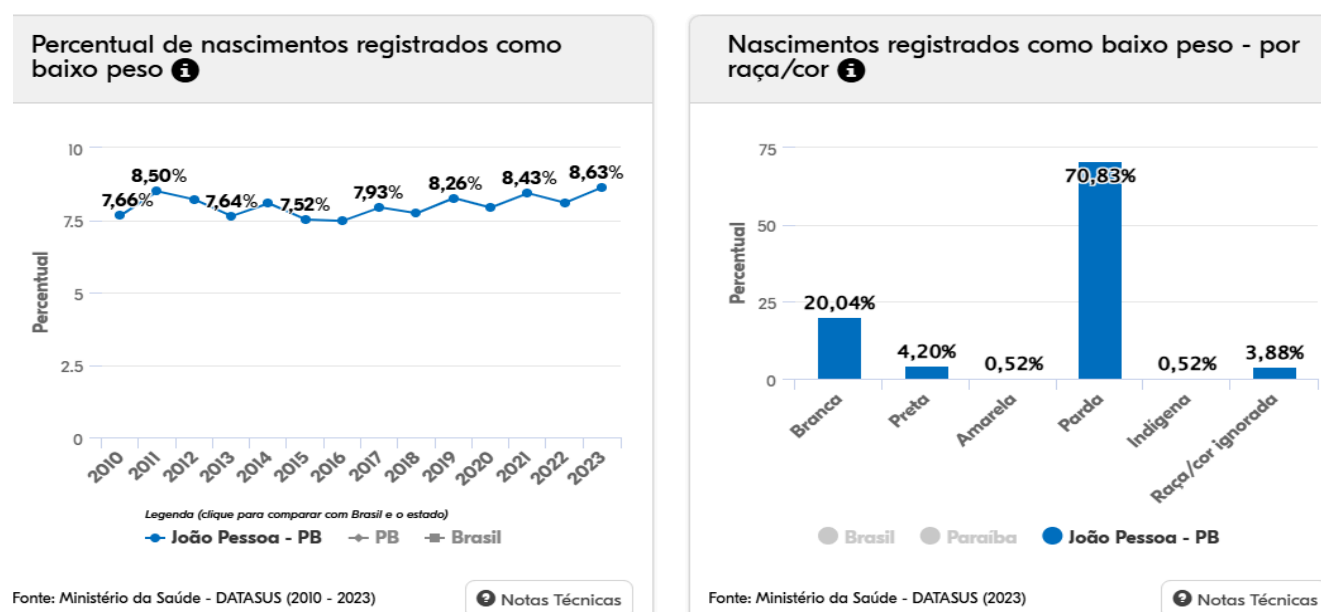 Percentual de nascimentos registrados como
baixo peso
10
7.5
5
2.5
0
Percentual
7,66%
8,50%
7,64%
7,52%
7,93%
8,26%
8,43%
8,63%
2010
2011
2012
2013
2014
2015
2016
2017
2018
2019
2020
2021
2022
2023
Legenda (clique para comparar com Brasil e o estado)
João Pessoa - PB PB Brasil
Fonte: Ministério da Saúde - DATASUS (2010 - 2023)
Notas Técnicas
Nascimentos registrados como baixo peso - por
raça/cor
75
50
25
0
Percentual
20,04%
4,20%
0,52%
70,83%
0,52%
3,88%
Branca
Preta
Amarela
Parda
Indígena
Raça/cor ignorada
Brasil Paraíba João Pessoa - PB
Fonte: Ministério da Saúde - DATASUS (2023)
Notas Técnicas